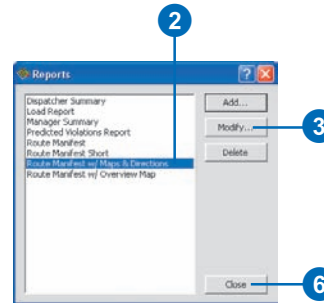 2
Reports
Dispatcher Summary
Load Report
Manager Summary
Predicted Violations Report
Route Manifest
Route Manifest Short
Route Manifest w/ Maps & Directions
Route Manifest w/ Overview Map
Add...
Modify...
3
Delete
Close
6